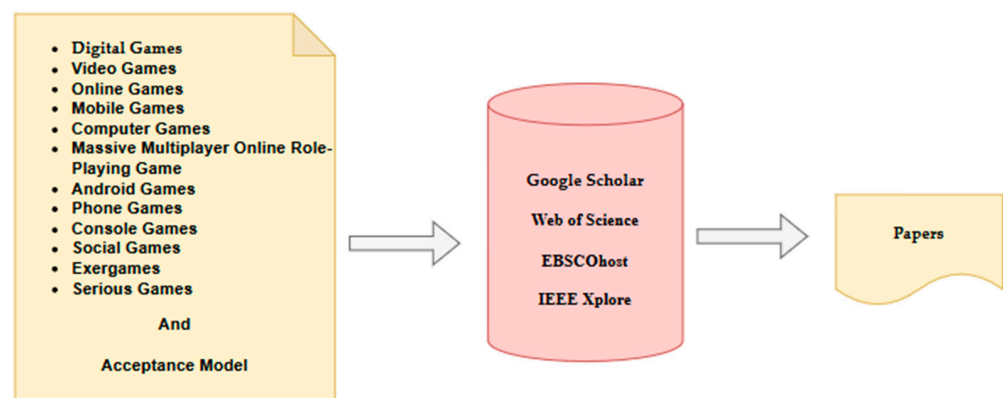 • Digital Games
• Video Games
• Online Games
• Mobile Games
• Computer Games
• Massive Multiplayer Online Role-
Playing Game
• Android Games
• Phone Games
• Console Games
• Social Games
• Exergames
• Serious Games
And
Acceptance Model
Google Scholar
Web of Science
EBSCOhost
IEEE Xplore
Papers